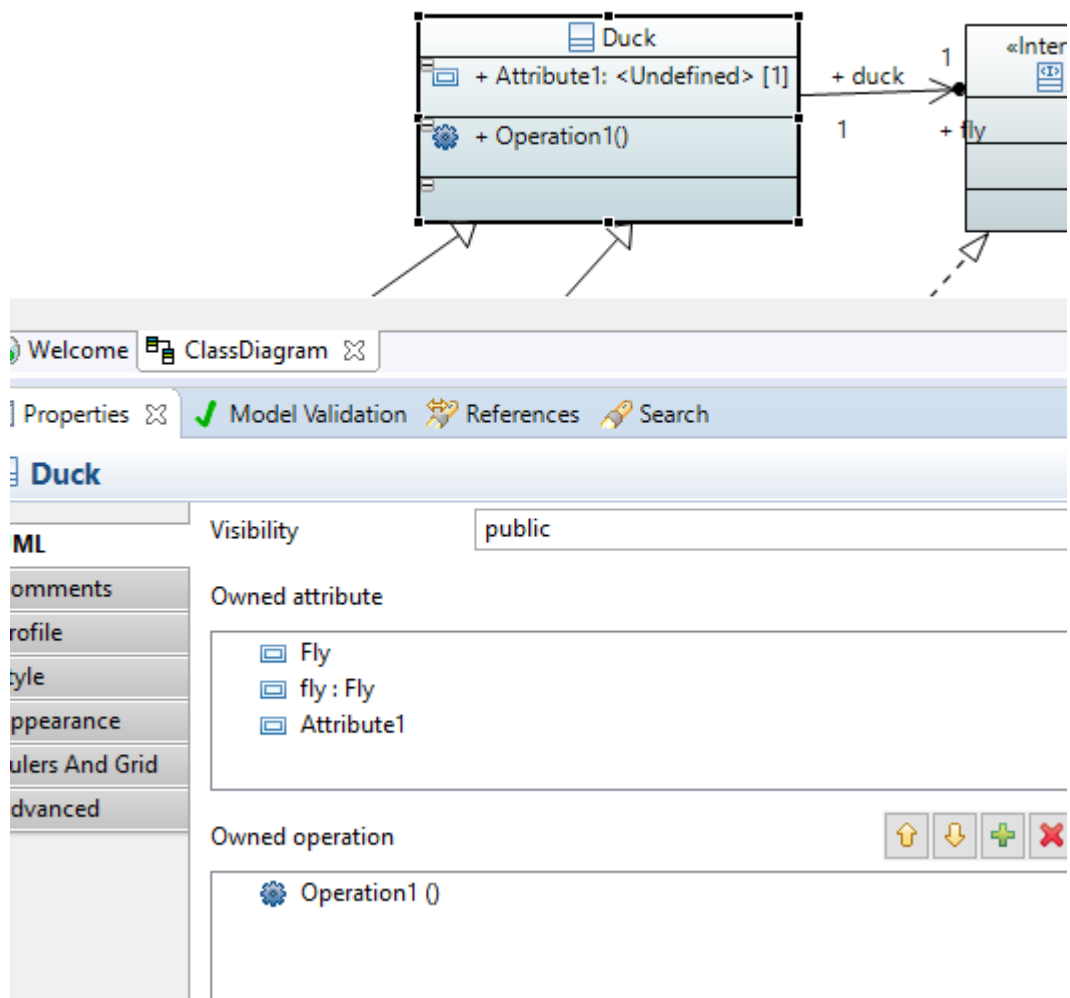 Duck
+ Attribute1: <Undefined> [1]
+ Operation1()
+ duck
1
1
+ fly
«Inter
Welcome
ClassDiagram
Properties
Model Validation
References
Search
Duck
ML
omments
rofile
tyle
ppearance
ulers And Grid
dvanced
Visibility
public
Owned attribute
Fly
fly : Fly
Attribute1
Owned operation
Operation1 ()